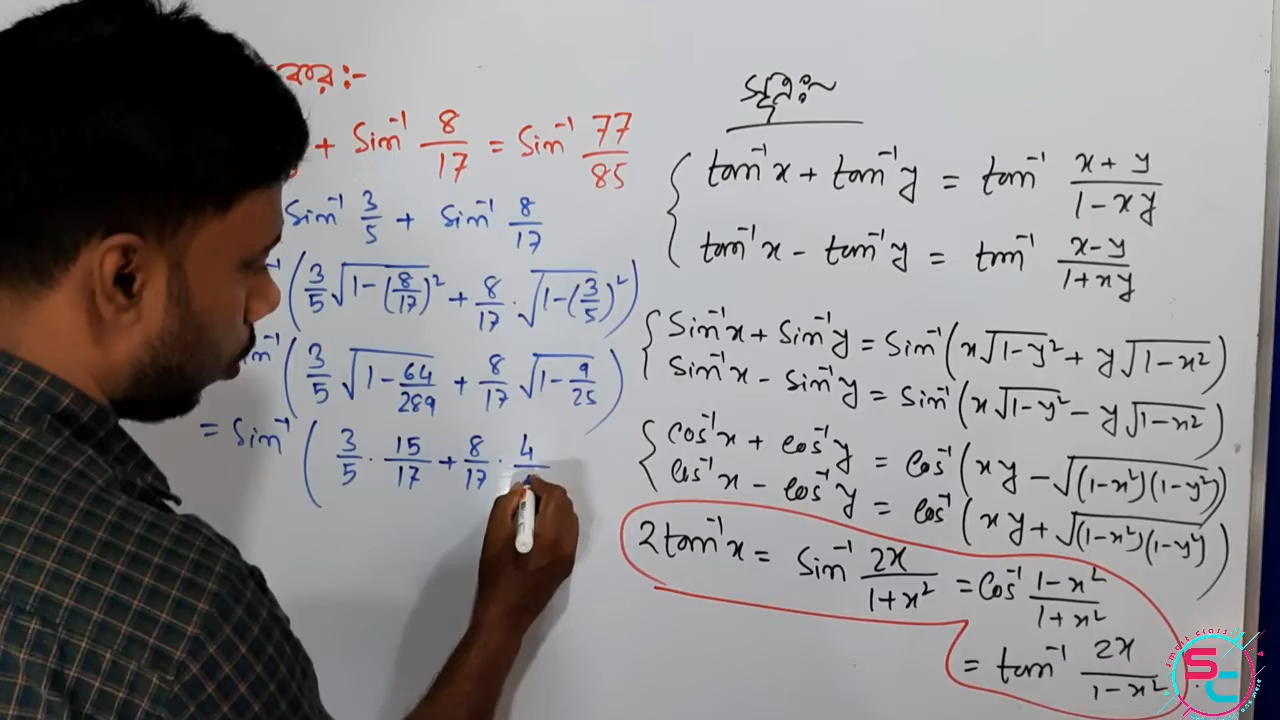 + Sin⁻¹ 8/17 = Sin⁻¹ 77/85
Sin⁻¹ 3/5 + Sin⁻¹ 8/17
(3/5 √1-(8/17)² + 8/17 · √1-(3/5)²)
(3/5 √1-64/289 + 8/17 √1-9/25)
= Sin⁻¹ (3/5 · 15/17 + 8/17 · 4
সূত্রঃ~
tan⁻¹x + tan⁻¹y = tan⁻¹ x+y/1-xy
tan⁻¹x - tan⁻¹y = tan⁻¹ x-y/1+xy
Sin⁻¹x + Sin⁻¹y = Sin⁻¹(x√1-y² + y√1-x²)
Sin⁻¹x - Sin⁻¹y = Sin⁻¹(x√1-y² - y√1-x²)
Cos⁻¹x + Cos⁻¹y = Cos⁻¹(xy - √(1-x²)(1-y²))
Cos⁻¹x - Cos⁻¹y = Cos⁻¹(xy + √(1-x²)(1-y²))
2tan⁻¹x = Sin⁻¹ 2x/1+x² = Cos⁻¹ 1-x²/1+x²
= tan⁻¹ 2x/1-x²
SC